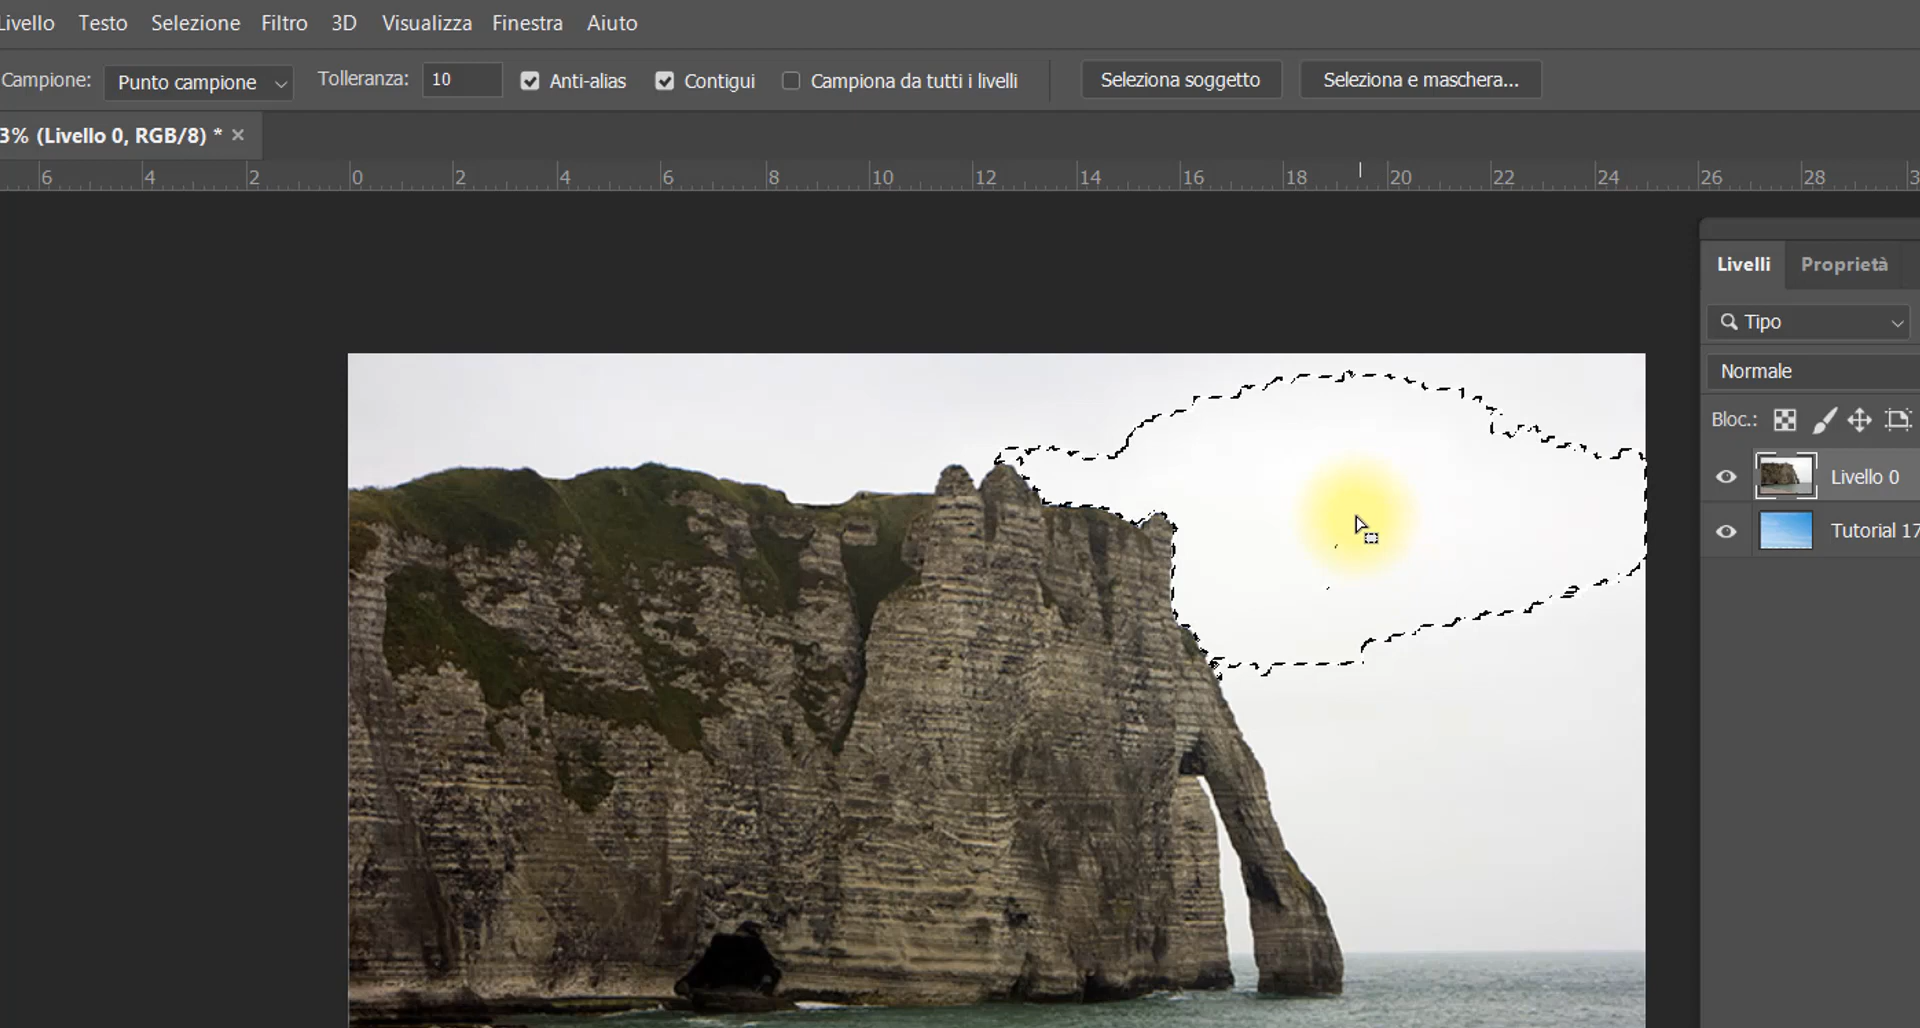 Livello Testo Selezione Filtro 3D Visualizza Finestra Aiuto
Campione: Punto campione Tolleranza: 10 Anti-alias Contigui Campiona da tutti i livelli Seleziona soggetto Seleziona e maschera...
3% (Livello 0, RGB/8) * ×
6 4 2 0 2 4 6 8 10 12 14 16 18 20 22 24 26 28
Livelli Proprietà
Tipo
Normale
Bloc.:
Livello 0
Tutorial 17